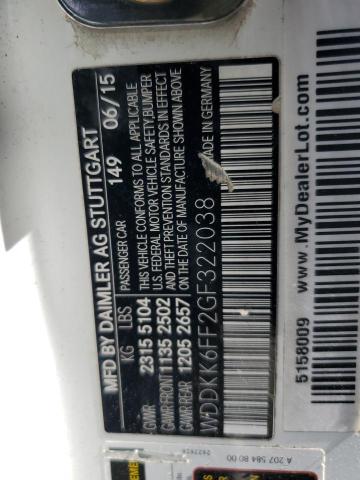 MFD BY DAIMLER AG STUTTGART
149 06/15
PASSENGER CAR
KG LBS
GVWR 2315 5104
GAWR FRONT 1135 2502
GAWR REAR 1205 2657
THIS VEHICLE CONFORMS TO ALL APPLICABLE
U.S. FEDERAL MOTOR VEHICLE SAFETY, BUMPER
AND THEFT PREVENTION STANDARDS IN EFFECT
ON THE DATE OF MANUFACTURE SHOWN ABOVE
WDDKK6FF2GF322038
MADE IN GERMANY
5158009
www.MyDealerLot.com
A 207 584 80 00